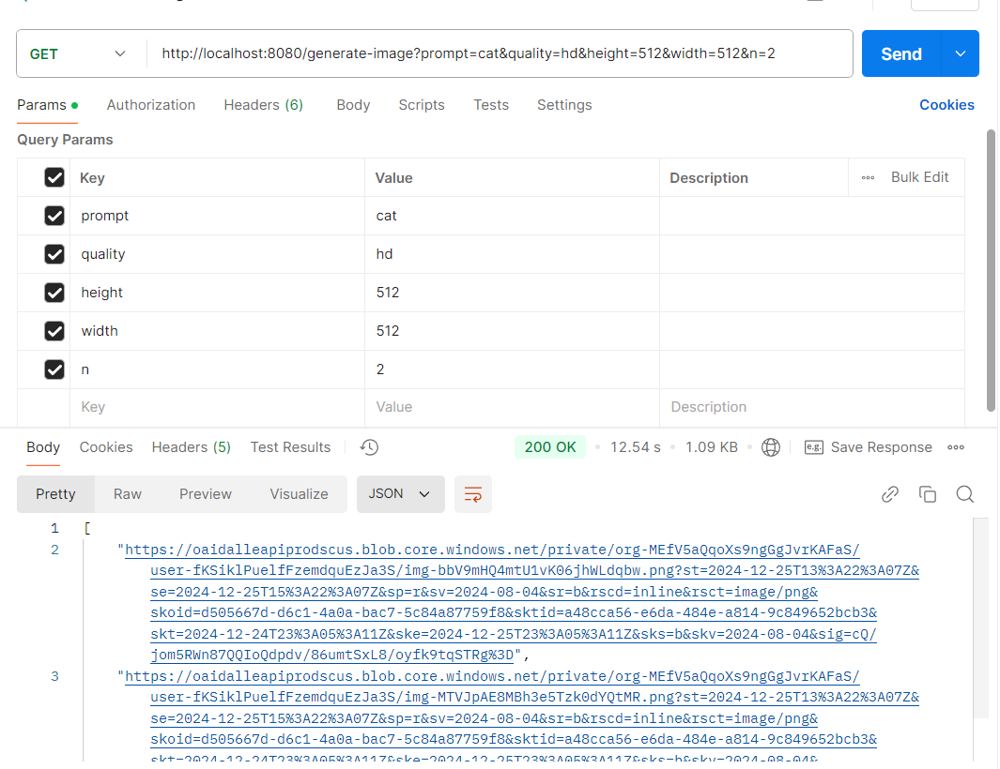 GET http://localhost:8080/generate-image?prompt=cat&quality=hd&height=512&width=512&n=2 Send
Params Authorization Headers (6) Body Scripts Tests Settings Cookies
Query Params
Key Value Description Bulk Edit
prompt cat
quality hd
height 512
width 512
n 2
Key Value Description
Body Cookies Headers (5) Test Results 200 OK 12.54 s 1.09 KB e.g. Save Response
Pretty Raw Preview Visualize JSON
1 [
2 "https://oaidalleapiprodscus.blob.core.windows.net/private/org-MEfV5aQqoXs9ngGgJvrKAFaS/
user-fKSiklPuelfFzemdquEzJa3S/img-bbV9mHQ4mtU1vK06jhWLdqbw.png?st=2024-12-25T13%3A22%3A07Z&
se=2024-12-25T15%3A22%3A07Z&sp=r&sv=2024-08-04&sr=b&rscd=inline&rsct=image/png&
skoid=d505667d-d6c1-4a0a-bac7-5c84a87759f8&sktid=a48cca56-e6da-484e-a814-9c849652bcb3&
skt=2024-12-24T23%3A05%3A11Z&ske=2024-12-25T23%3A05%3A11Z&sks=b&skv=2024-08-04&sig=cQ/
jom5RWn87QQIoQdpdv/86umtSxL8/oyfk9tqSTRg%3D",
3 "https://oaidalleapiprodscus.blob.core.windows.net/private/org-MEfV5aQqoXs9ngGgJvrKAFaS/
user-fKSiklPuelfFzemdquEzJa3S/img-MTVJpAE8MBh3e5Tzk0dYQtMR.png?st=2024-12-25T13%3A22%3A07Z&
se=2024-12-25T15%3A22%3A07Z&sp=r&sv=2024-08-04&sr=b&rscd=inline&rsct=image/png&
skoid=d505667d-d6c1-4a0a-bac7-5c84a87759f8&sktid=a48cca56-e6da-484e-a814-9c849652bcb3&
skt=2024-12-24T23%3A05%3A11Z&ske=2024-12-25T23%3A05%3A11Z&sks=b&skv=2024-08-04&